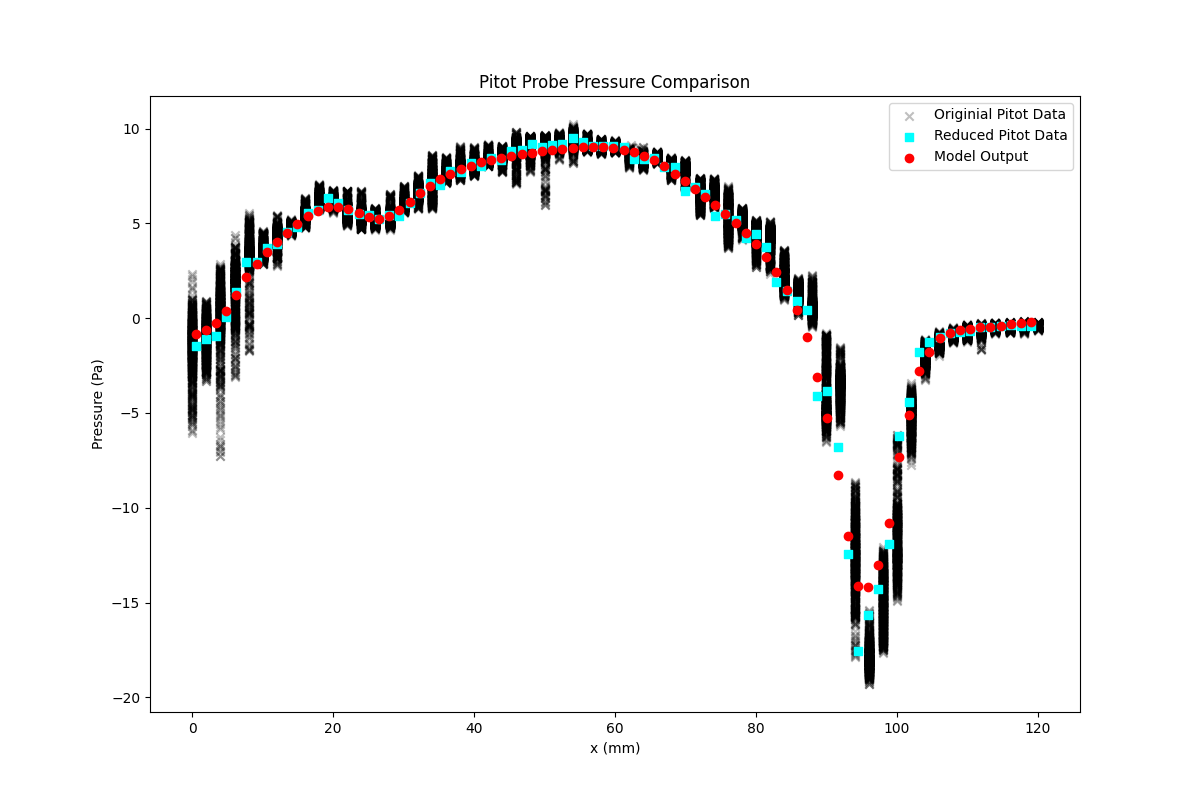 Pitot Probe Pressure Comparison
Originial Pitot Data
Reduced Pitot Data
Model Output
10
5
0
−5
−10
−15
−20
Pressure (Pa)
0 20 40 60 80 100 120
x (mm)